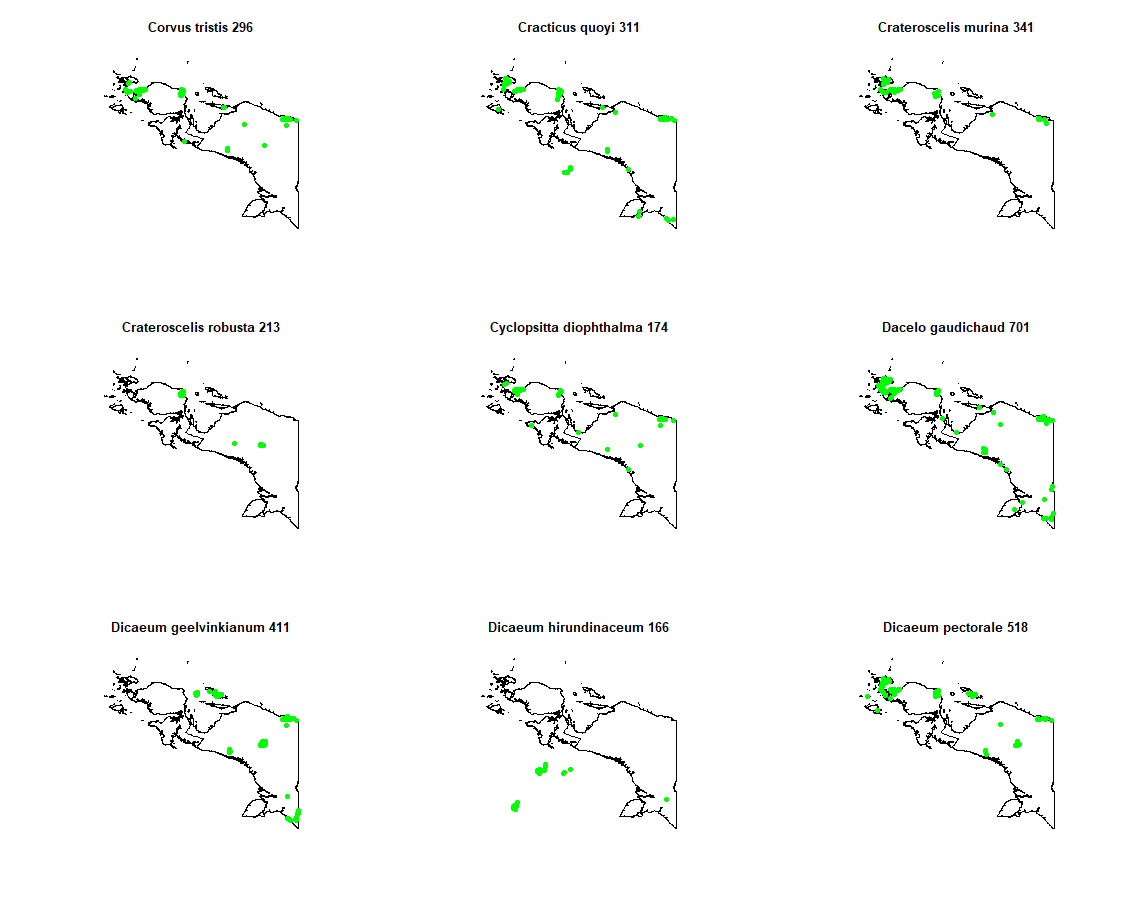 Corvus tristis 296
Cracticus quoyi 311
Crateroscelis murina 341
Crateroscelis robusta 213
Cyclopsitta diophthalma 174
Dacelo gaudichaud 701
Dicaeum geelvinkianum 411
Dicaeum hirundinaceum 166
Dicaeum pectorale 518